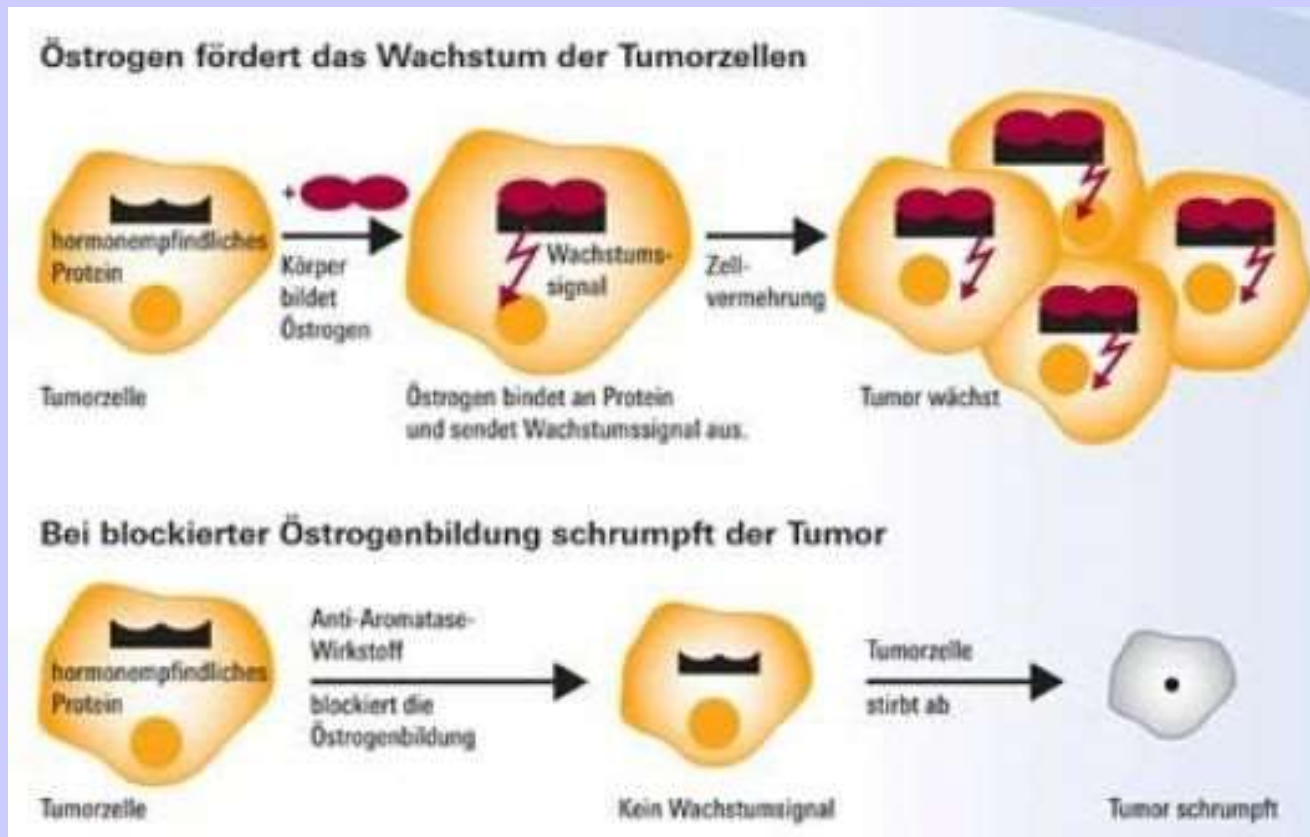 Östrogen fördert das Wachstum der Tumorzellen
hormonempfindliches
Protein
+
Körper
bildet
Östrogen
Wachstums-
signal
Zell-
vermehrung
Tumorzelle
Östrogen bindet an Protein
und sendet Wachstumssignal aus.
Tumor wächst
Bei blockierter Östrogenbildung schrumpft der Tumor
hormonempfindliches
Protein
Anti-Aromatase-
Wirkstoff
blockiert die
Östrogenbildung
Tumorzelle
stirbt ab
Tumorzelle
Kein Wachstumsignal
Tumor schrumpft